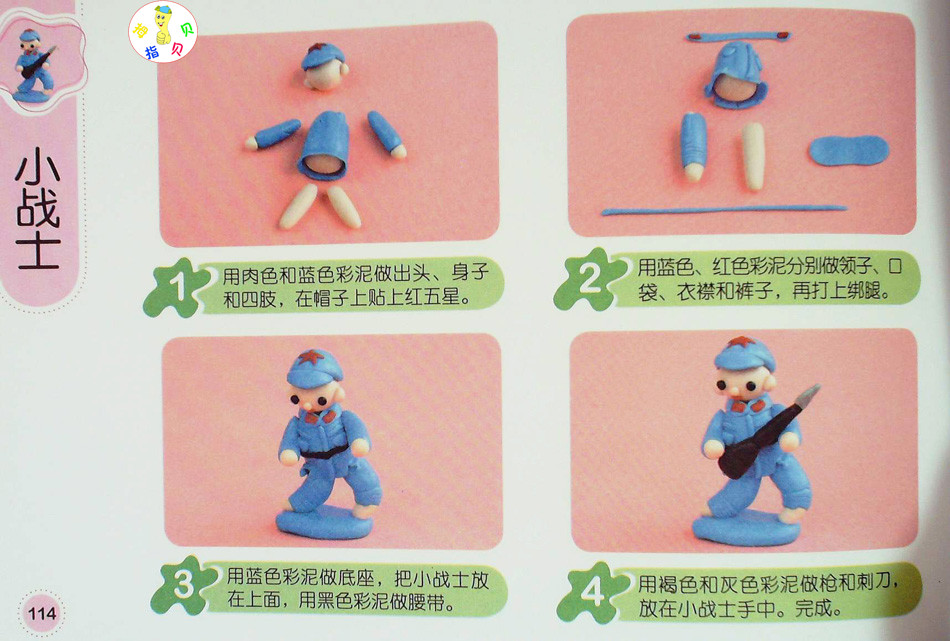 指
指
贝
贝
小战士
1
用肉色和蓝色彩泥做出头、身子
和四肢，在帽子上贴上红五星。
2
用蓝色、红色彩泥分别做领子、口
袋、衣襟和裤子，再打上绑腿。
3
用蓝色彩泥做底座，把小战士放
在上面，用黑色彩泥做腰带。
4
用褐色和灰色彩泥做枪和刺刀，
放在小战士手中。完成。
114